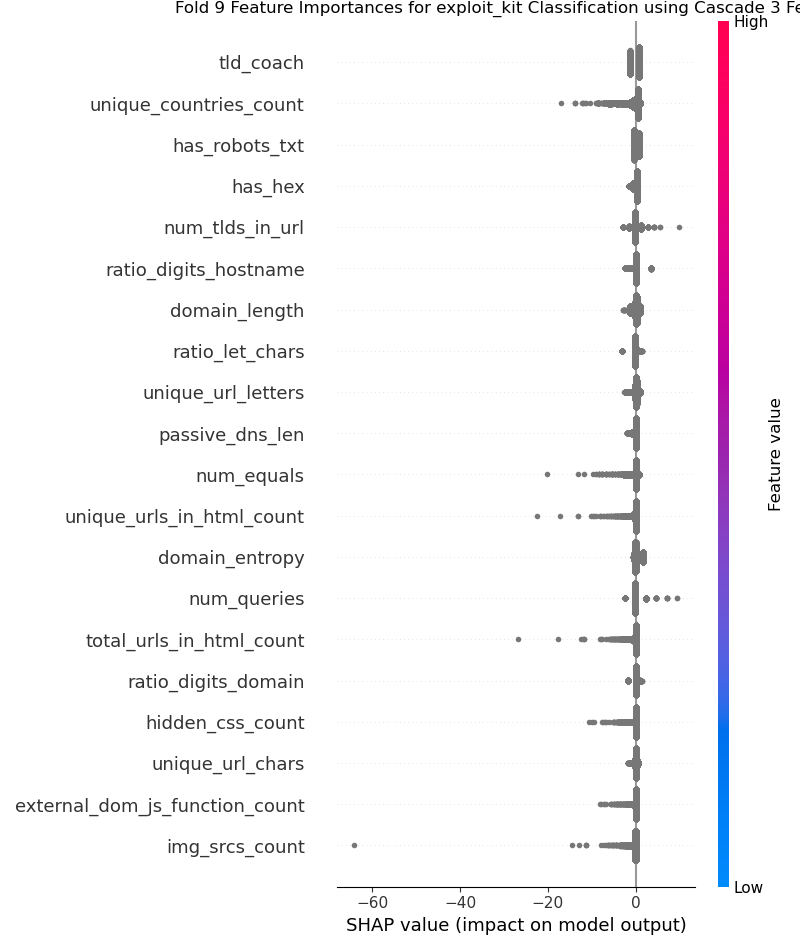 Fold 9 Feature Importances for exploit_kit Classification using Cascade 3 Fe
High
tld_coach
unique_countries_count
has_robots_txt
has_hex
num_tlds_in_url
ratio_digits_hostname
domain_length
ratio_let_chars
unique_url_letters
passive_dns_len
num_equals
unique_urls_in_html_count
domain_entropy
num_queries
total_urls_in_html_count
ratio_digits_domain
hidden_css_count
unique_url_chars
external_dom_js_function_count
img_srcs_count
Feature value
Low
−60 −40 −20 0
SHAP value (impact on model output)